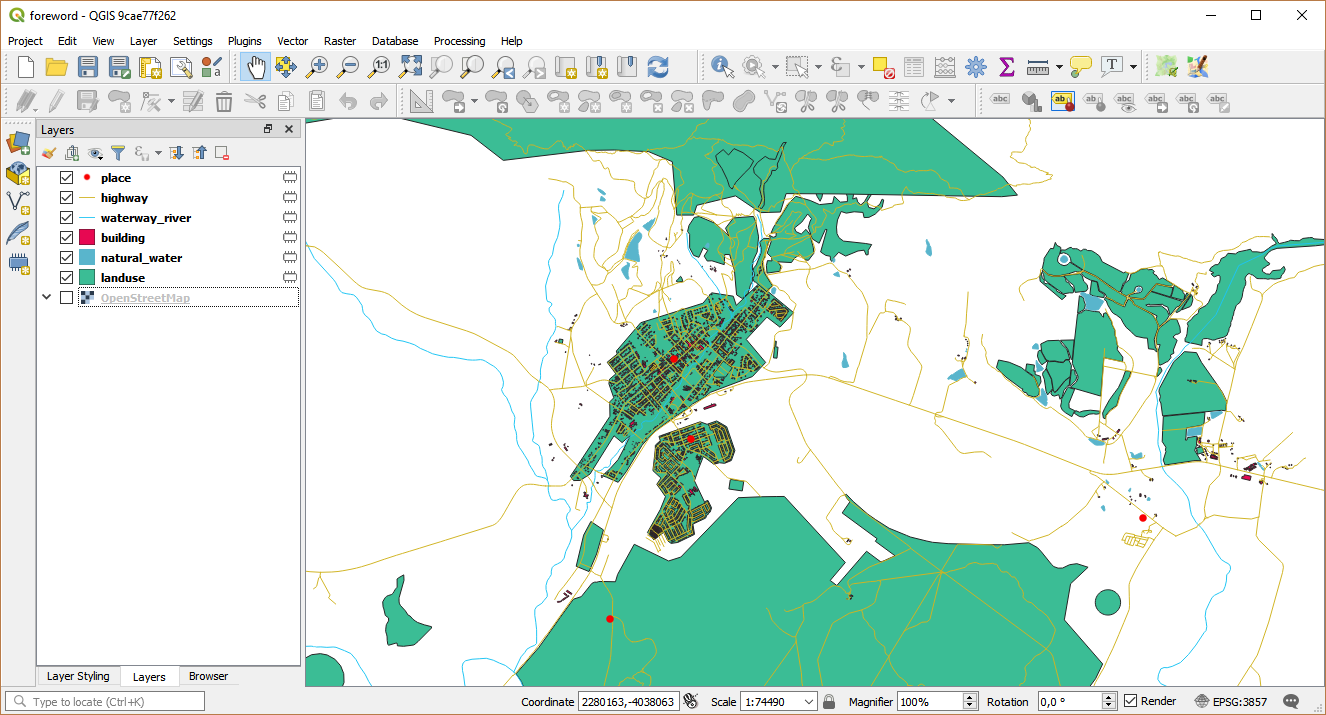 foreword - QGIS 9cae77f262
Project Edit View Layer Settings Plugins Vector Raster Database Processing Help
Layers
place
highway
waterway_river
building
natural_water
landuse
OpenStreetMap
Layer Styling Layers Browser
Type to locate (Ctrl+K) Coordinate 2280163,-4038063 Scale 1:74490 Magnifier 100% Rotation 0,0 ° Render EPSG:3857